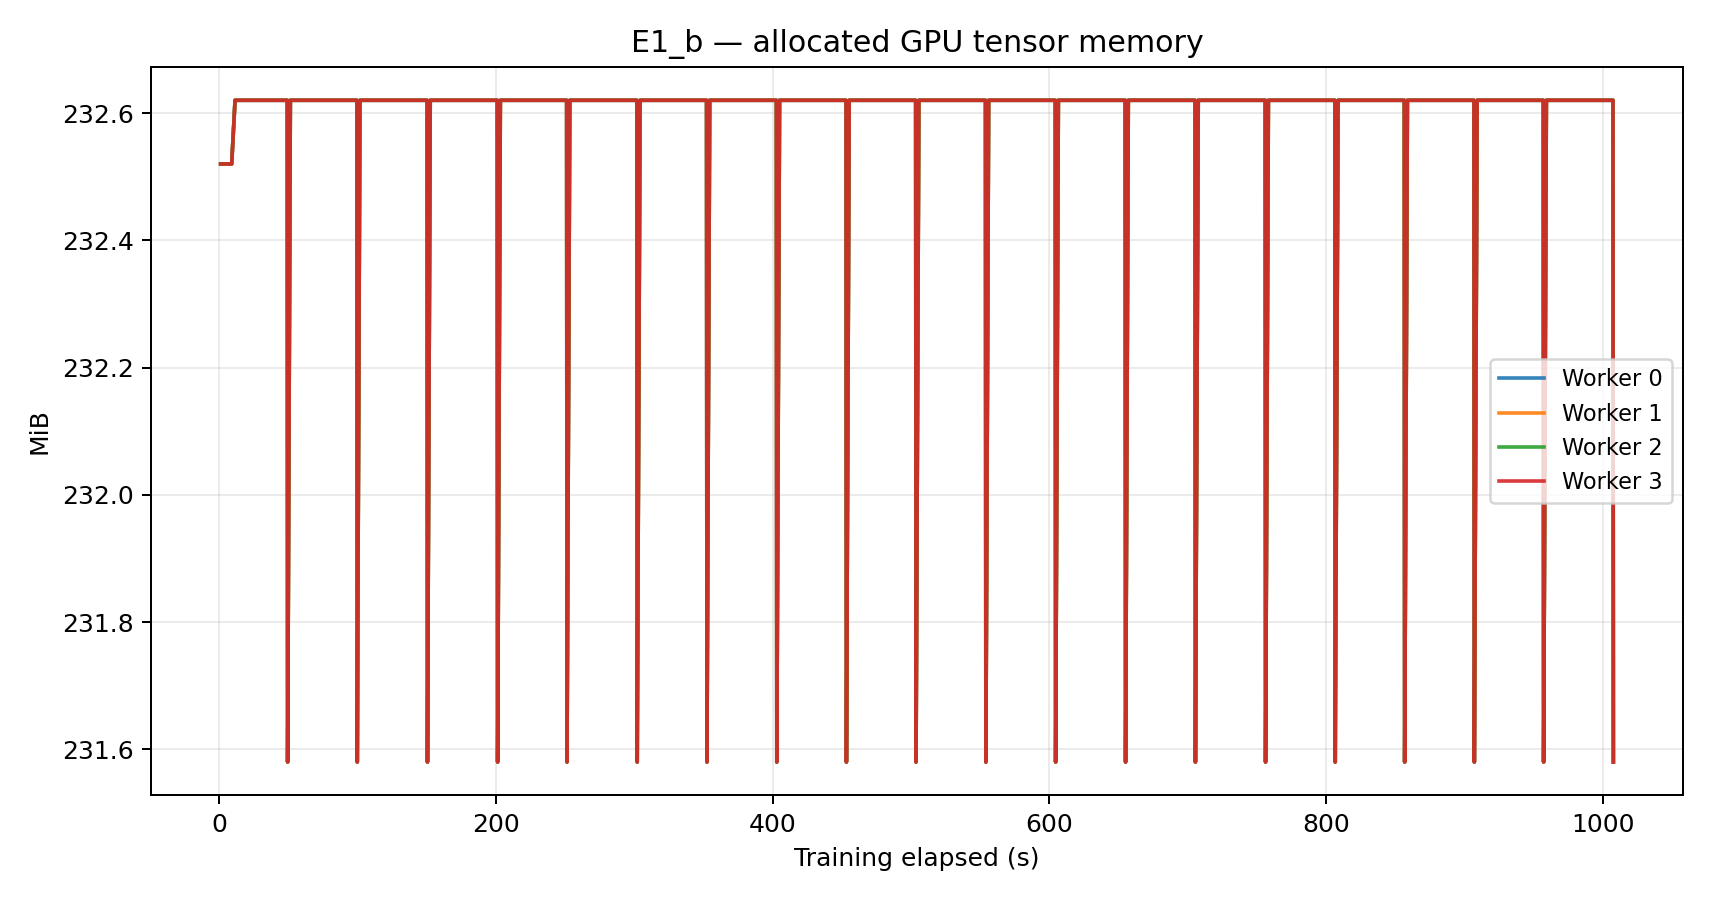 E1_b — allocated GPU tensor memory
232.6
232.4
232.2
232.0
231.8
231.6
MiB
Worker 0
Worker 1
Worker 2
Worker 3
0 200 400 600 800 1000
Training elapsed (s)